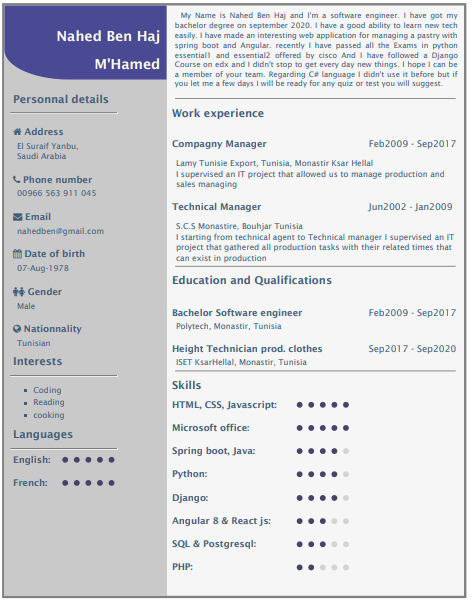 Nahed Ben Haj
M'Hamed
Personnal details
Address
El Suraif Yanbu,
Saudi Arabia
Phone number
00966 563 911 045
Email
nahedben@gmail.com
Date of birth
07-Aug-1978
Gender
Male
Nationnality
Tunisian
Interests
Coding
Reading
cooking
Languages
English:
French:
My Name is Nahed Ben Haj and I'm a software engineer. I have got my
bachelor degree on september 2020. I have a good ability to learn new tech
easily. I have made an interesting web application for managing a pastry with
spring boot and Angular. recently I have passed all the Exams in python
essential1 and essential2 offered by cisco And I have followed a Django
Course on edx and I didn't stop to get every day new things. I hope I can be
a member of your team. Regarding C# language I didn't use it before but if
you let me a few days I will be ready for any quiz or test you will suggest.
Work experience
Compagny Manager Feb2009 - Sep2017
Lamy Tunisie Export, Tunisia, Monastir Ksar Hellal
I supervised an IT project that allowed us to manage production and
sales managing
Technical Manager Jun2002 - Jan2009
S.C.S Monastire, Bouhjar Tunisia
I starting from technical agent to Technical manager I supervised an IT
project that gathered all production tasks with their related times that
can exist in production
Education and Qualifications
Bachelor Software engineer Feb2009 - Sep2017
Polytech, Monastir, Tunisia
Height Technician prod. clothes Sep2017 - Sep2020
ISET KsarHellal, Monastir, Tunisia
Skills
HTML, CSS, Javascript:
Microsoft office:
Spring boot, Java:
Python:
Django:
Angular 8 & React js:
SQL & Postgresql:
PHP: